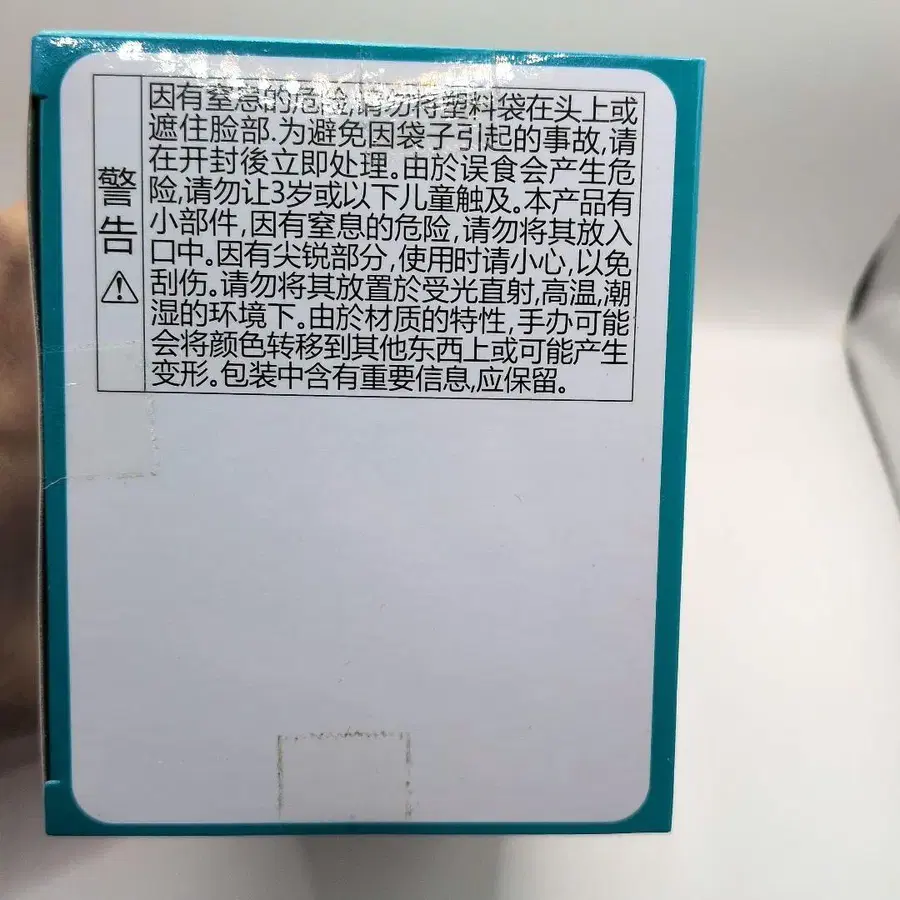 警告
因有窒息的危险,请勿将塑料袋在头上或
遮住脸部.为避免因袋子引起的事故,请
在开封後立即处理。由於误食会产生危
险,请勿让3岁或以下儿童触及。本产品有
小部件,因有窒息的危险,请勿将其放入
口中。因有尖锐部分,使用时请小心,以免
刮伤。请勿将其放置於受光直射,高温,潮
湿的环境下。由於材质的特性,手办可能
会将颜色转移到其他东西上或可能产生
变形。包装中含有重要信息,应保留。